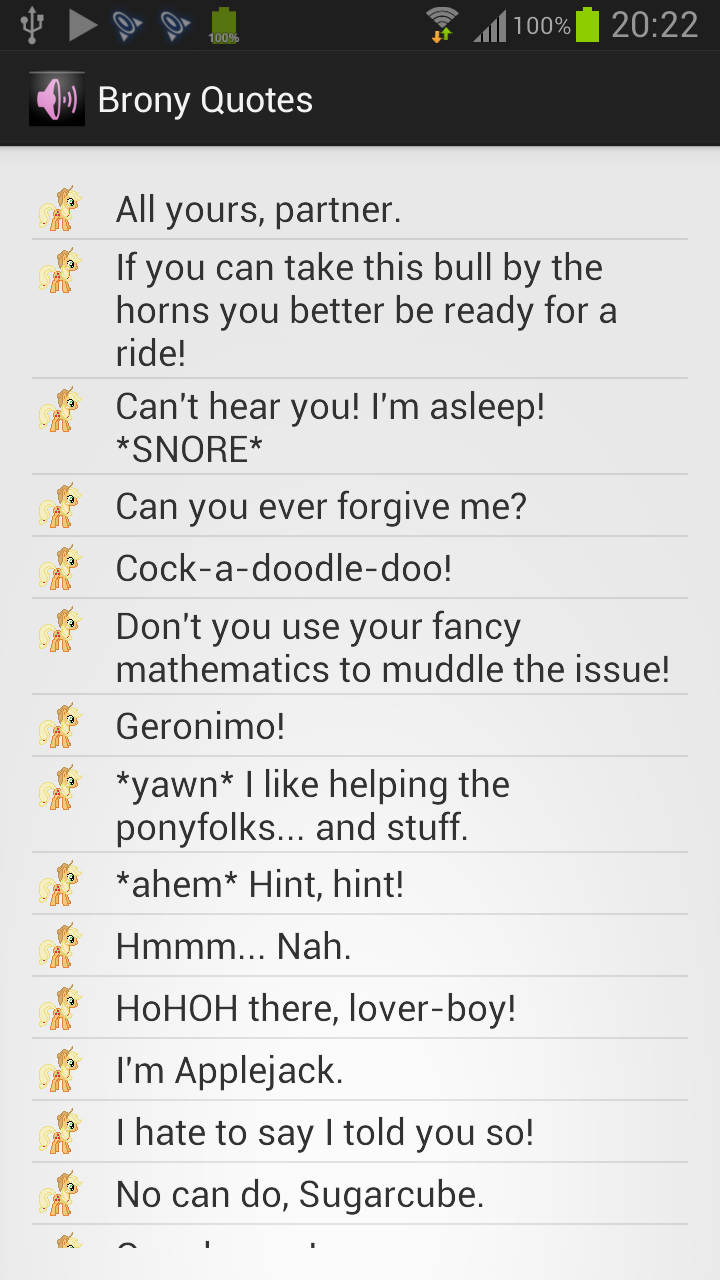 100%
100%
20:22
Brony Quotes
All yours, partner.
If you can take this bull by the
horns you better be ready for a
ride!
Can't hear you! I'm asleep!
*SNORE*
Can you ever forgive me?
Cock-a-doodle-doo!
Don't you use your fancy
mathematics to muddle the issue!
Geronimo!
*yawn* I like helping the
ponyfolks... and stuff.
*ahem* Hint, hint!
Hmmm... Nah.
HoHOH there, lover-boy!
I'm Applejack.
I hate to say I told you so!
No can do, Sugarcube.